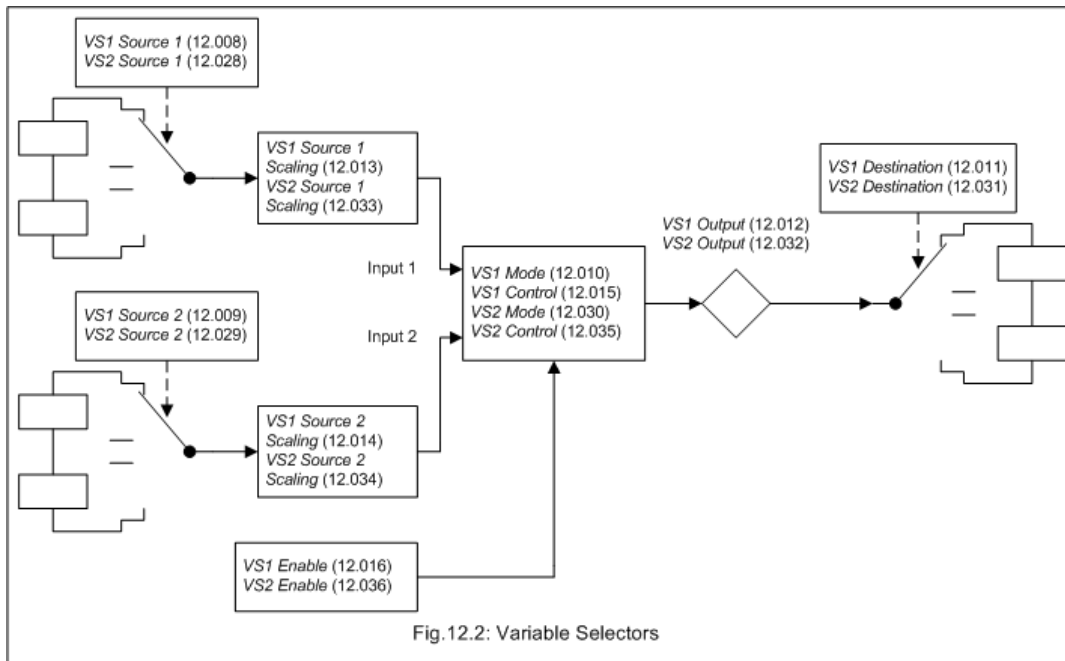 VS1 Source 1 (12.008)
VS2 Source 1 (12.028)
VS1 Source 1
Scaling (12.013)
VS2 Source 1
Scaling (12.033)
VS1 Destination (12.011)
VS2 Destination (12.031)
VS1 Output (12.012)
VS2 Output (12.032)
Input 1
VS1 Mode (12.010)
VS1 Control (12.015)
VS2 Mode (12.030)
VS2 Control (12.035)
VS1 Source 2 (12.009)
VS2 Source 2 (12.029)
Input 2
VS1 Source 2
Scaling (12.014)
VS2 Source 2
Scaling (12.034)
VS1 Enable (12.016)
VS2 Enable (12.036)
Fig.12.2: Variable Selectors